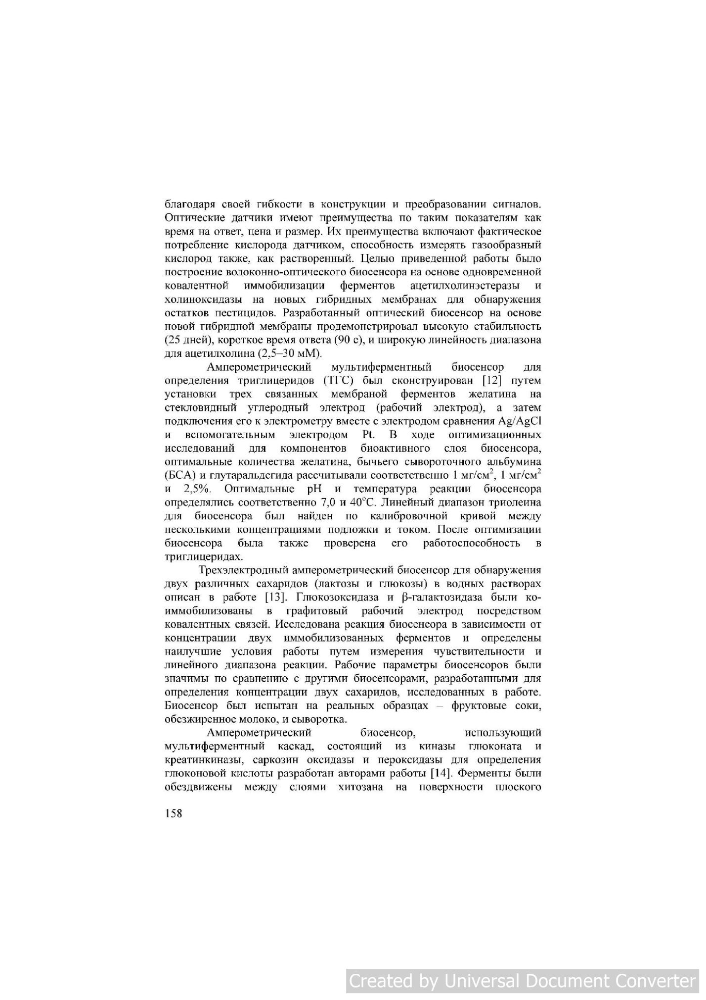 благодаря своей гибкости в конструкции и преобразовании сигналов.
Оптические датчики имеют преимущества по таким показателям как
время на ответ, цена и размер. Их преимущества включают фактическое
потребление кислорода датчиком, способность измерять газообразный
кислород также, как растворенный. Целью приведенной работы было
построение волоконно-оптического биосенсора на основе одновременной
ковалентной иммобилизации ферментов ацетилхолинэстеразы и
холиноксидазы на новых гибридных мембранах для обнаружения
остатков пестицидов. Разработанный оптический биосенсор на основе
новой гибридной мембраны продемонстрировал высокую стабильность
(25 дней), короткое время ответа (90 с), и широкую линейность диапазона
для ацетилхолина (2,5–30 мМ).
Амперометрический мультиферментный биосенсор для
определения триглицеридов (ТГС) был сконструирован [12] путем
установки трех связанных мембраной ферментов желатина на
стекловидный углеродный электрод (рабочий электрод), а затем
подключения его к электрометру вместе с электродом сравнения Ag/AgCl
и вспомогательным электродом Pt. В ходе оптимизационных
исследований для компонентов биоактивного слоя биосенсора,
оптимальные количества желатина, бычьего сывороточного альбумина
(БСА) и глутаральдегида рассчитывали соответственно 1 мг/см², 1 мг/см²
и 2,5%. Оптимальные pH и температура реакции биосенсора
определялись соответственно 7,0 и 40°С. Линейный диапазон триолеина
для биосенсора был найден по калибровочной кривой между
несколькими концентрациями подложки и током. После оптимизации
биосенсора была также проверена его работоспособность в
триглицеридах.
Трехэлектродный амперометрический биосенсор для обнаружения
двух различных сахаридов (лактозы и глюкозы) в водных растворах
описан в работе [13]. Глюкозоксидаза и β-галактозидаза были ко-
иммобилизованы в графитовый рабочий электрод посредством
ковалентных связей. Исследована реакция биосенсора в зависимости от
концентрации двух иммобилизованных ферментов и определены
наилучшие условия работы путем измерения чувствительности и
линейного диапазона реакции. Рабочие параметры биосенсоров были
значимы по сравнению с другими биосенсорами, разработанными для
определения концентрации двух сахаридов, исследованных в работе.
Биосенсор был испытан на реальных образцах – фруктовые соки,
обезжиренное молоко, и сыворотка.
Амперометрический биосенсор, использующий
мультиферментный каскад, состоящий из киназы глюконата и
креатинкиназы, саркозин оксидазы и пероксидазы для определения
глюконовой кислоты разработан авторами работы [14]. Ферменты были
обездвижены между слоями хитозана на поверхности плоского
158
Created by Universal Document Converter